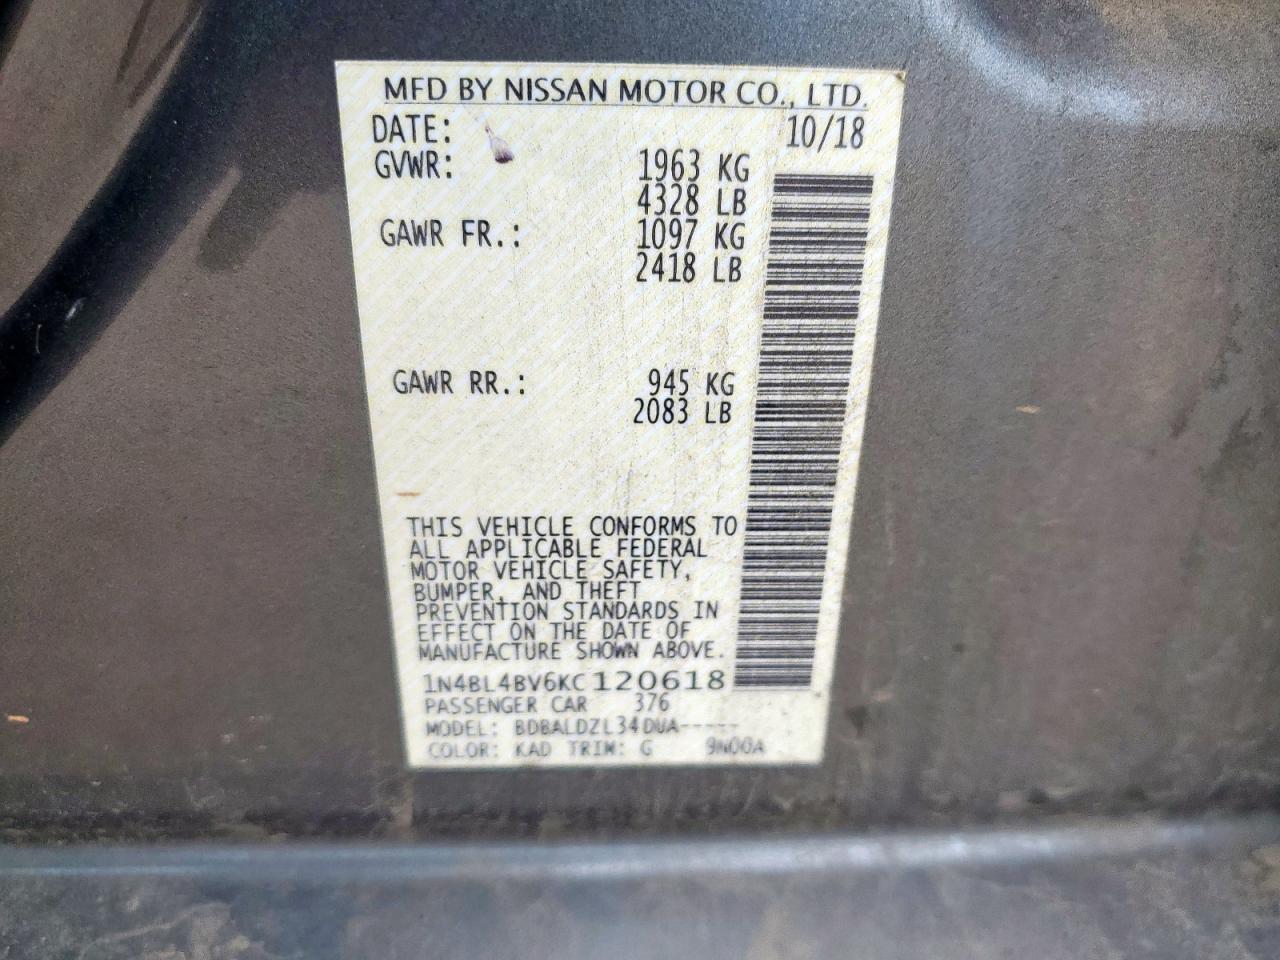 MFD BY NISSAN MOTOR CO., LTD.
DATE: 10/18
GVWR: 1963 KG
4328 LB
GAWR FR.: 1097 KG
2418 LB
GAWR RR.: 945 KG
2083 LB
THIS VEHICLE CONFORMS TO
ALL APPLICABLE FEDERAL
MOTOR VEHICLE SAFETY,
BUMPER, AND THEFT
PREVENTION STANDARDS IN
EFFECT ON THE DATE OF
MANUFACTURE SHOWN ABOVE.
1N4BL4BV6KC120618
PASSENGER CAR 376
MODEL: BDBALDZL34DUA-----
COLOR: KAD TRIM: G 9N00A